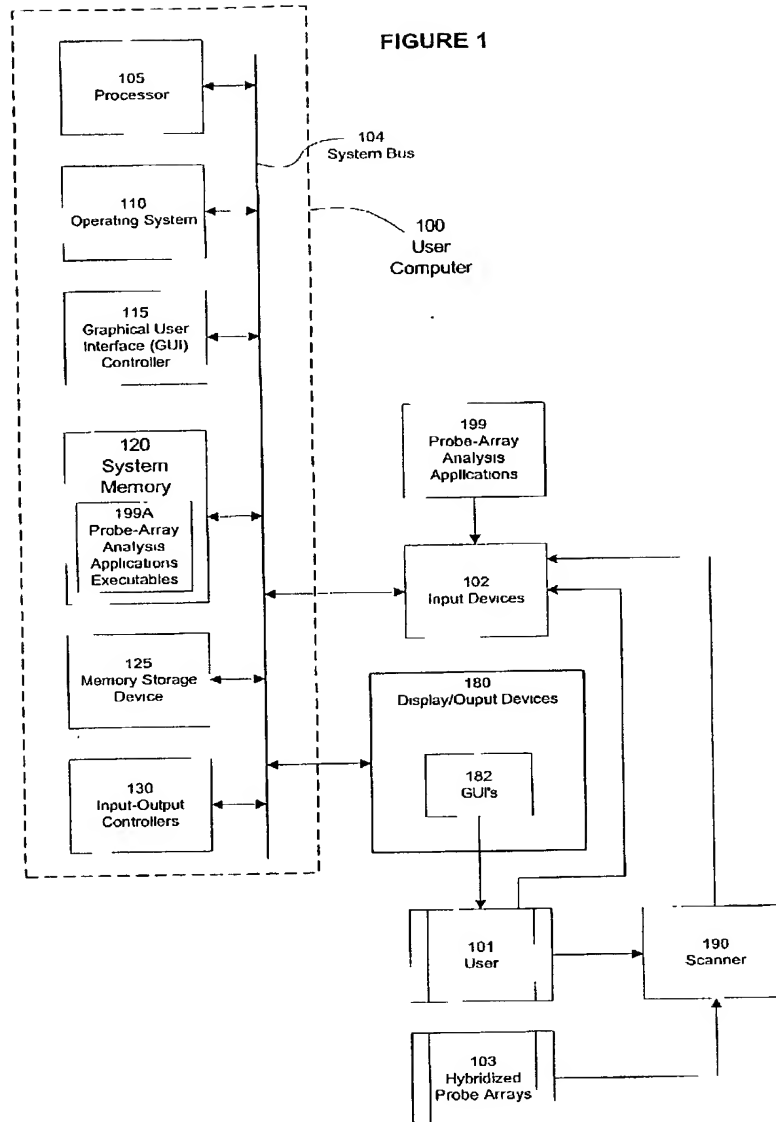 FIGURE 1
105
Processor
104
System Bus
110
Operating System
100
User
Computer
115
Graphical User
Interface (GUI)
Controller
199
Probe-Array
Analysis
Applications
120
System
Memory
199A
Probe-Array
Analysis
Applications
Executables
102
Input Devices
125
Memory Storage
Device
180
Display/Ouput Devices
182
GUI's
130
Input-Output
Controllers
101
User
190
Scanner
103
Hybridized
Probe Arrays